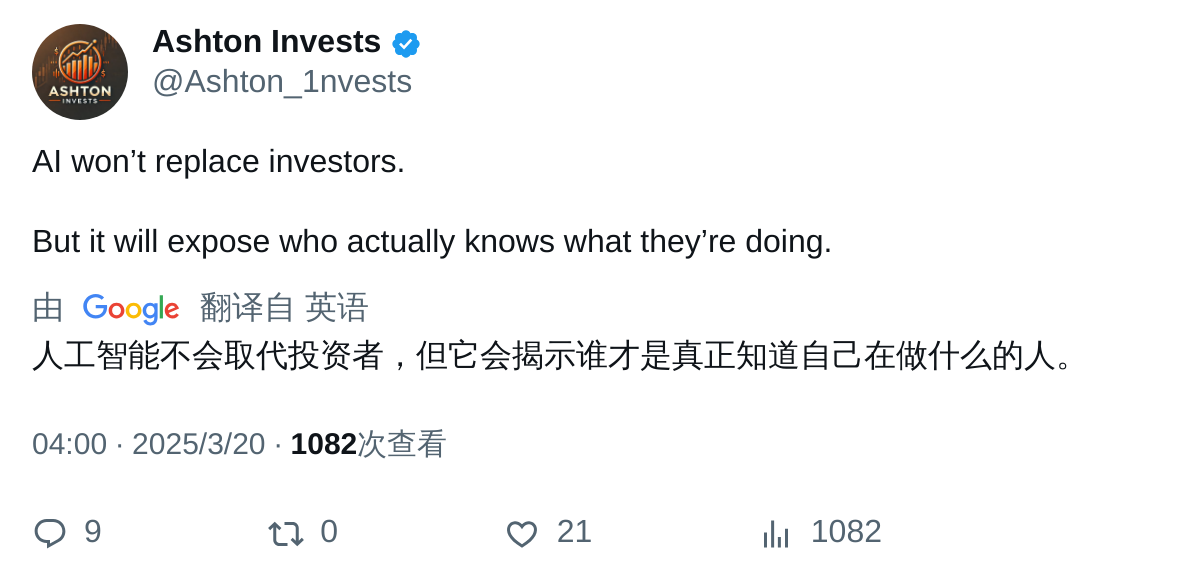 ASHTON
INVESTS
Ashton Invests
@Ashton_1nvests
AI won’t replace investors.
But it will expose who actually knows what they’re doing.
由 Google 翻译自 英语
人工智能不会取代投资者，但它会揭示谁才是真正知道自己在做什么的人。
04:00 · 2025/3/20 · 1082次查看
9 0 21 1082